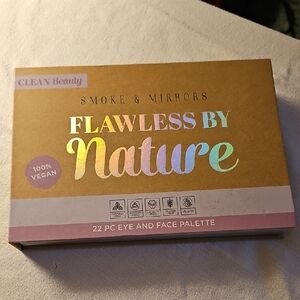 CLEAN Beauty
SMOKE & MIRRORS
FLAWLESS BY
Nature
100%
VEGAN
22 PC EYE AND FACE PALETTE